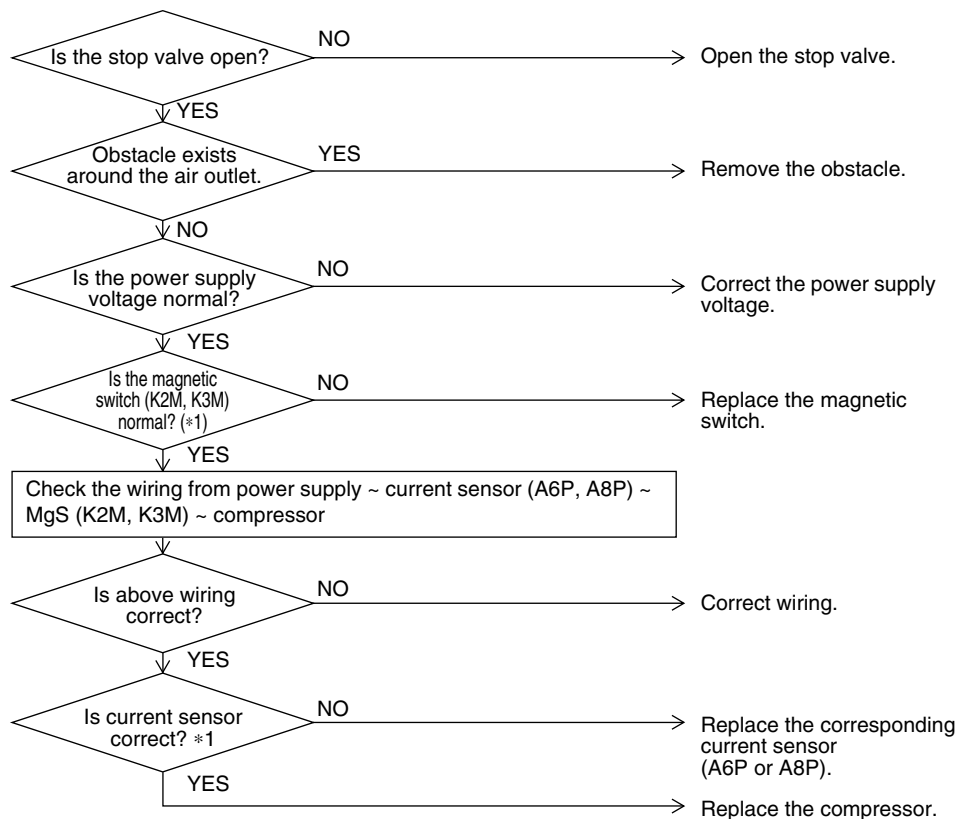 Is the stop valve open?
NO
Open the stop valve.
YES
Obstacle exists
around the air outlet.
YES
Remove the obstacle.
NO
Is the power supply
voltage normal?
NO
Correct the power supply
voltage.
YES
Is the magnetic
switch (K2M, K3M)
normal? (*1)
NO
Replace the magnetic
switch.
YES
Check the wiring from power supply ~ current sensor (A6P, A8P) ~
MgS (K2M, K3M) ~ compressor
Is above wiring
correct?
NO
Correct wiring.
YES
Is current sensor
correct? *1
NO
Replace the corresponding
current sensor
(A6P or A8P).
YES
Replace the compressor.